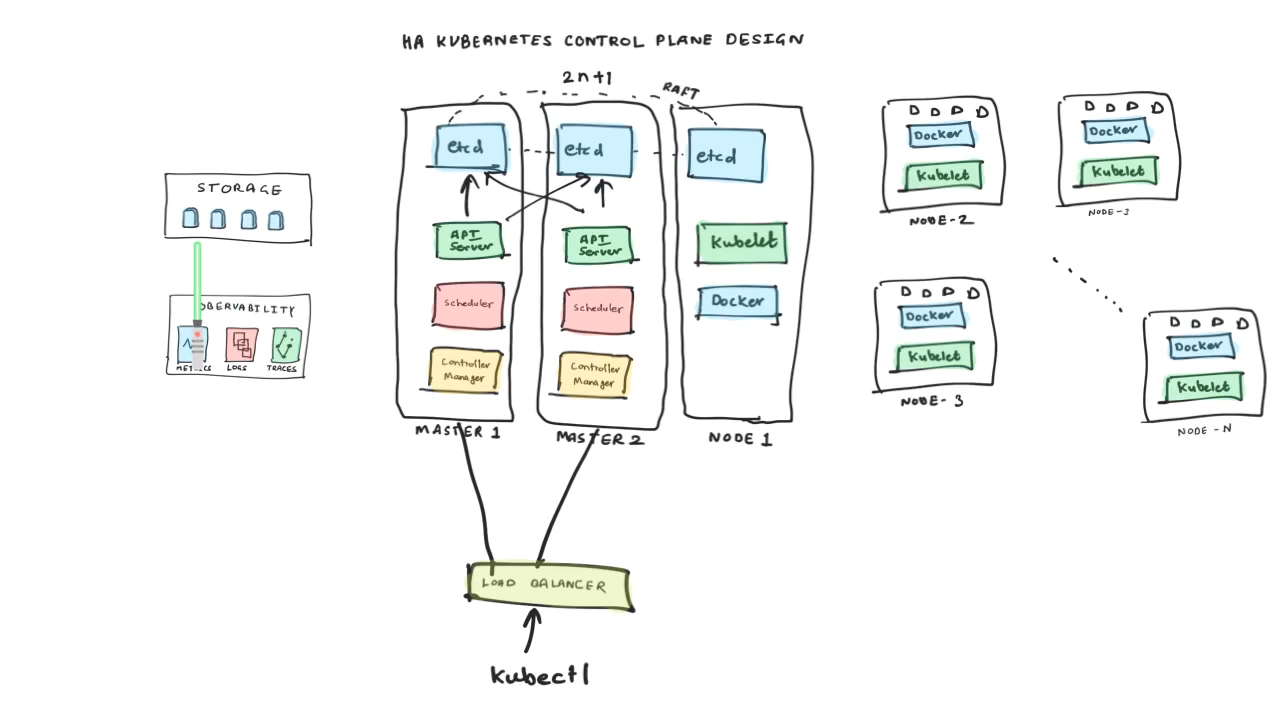 HA KUBERNETES CONTROL PLANE DESIGN
2n+1
RAFT
STORAGE
OBERVABILITY
METRICS
LOGS
TRACES
etcd
API Server
Scheduler
Controller Manager
MASTER 1
etcd
API Server
Scheduler
Controller Manager
MASTER 2
etcd
Kubelet
Docker
NODE 1
D D D D
Docker
Kubelet
NODE-2
D D D D
Docker
Kubelet
NODE-3
D D D D
Docker
Kubelet
NODE-3
D D D D
Docker
Kubelet
NODE-N
LOAD BALANCER
kubectl